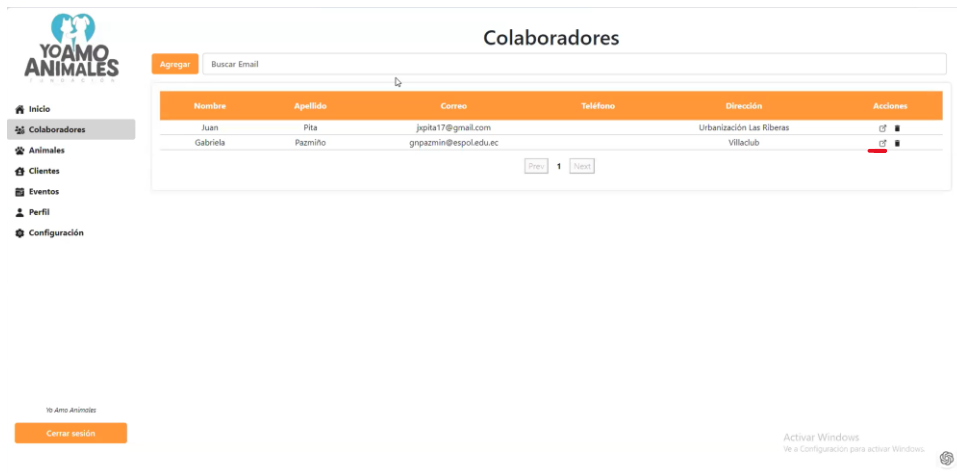 YO AMO
ANIMALES
FUNDACIÓN
Inicio
Colaboradores
Animales
Clientes
Eventos
Perfil
Configuración
Yo Amo Animales
Cerrar sesión
Colaboradores
Agregar Buscar Email
Nombre Apellido Correo Teléfono Dirección Acciones
Juan Pita jxpita17@gmail.com Urbanización Las Riberas
Gabriela Pazmiño gnpazmin@espol.edu.ec Villaclub
Prev 1 Next
Activar Windows
Ve a Configuración para activar Windows.